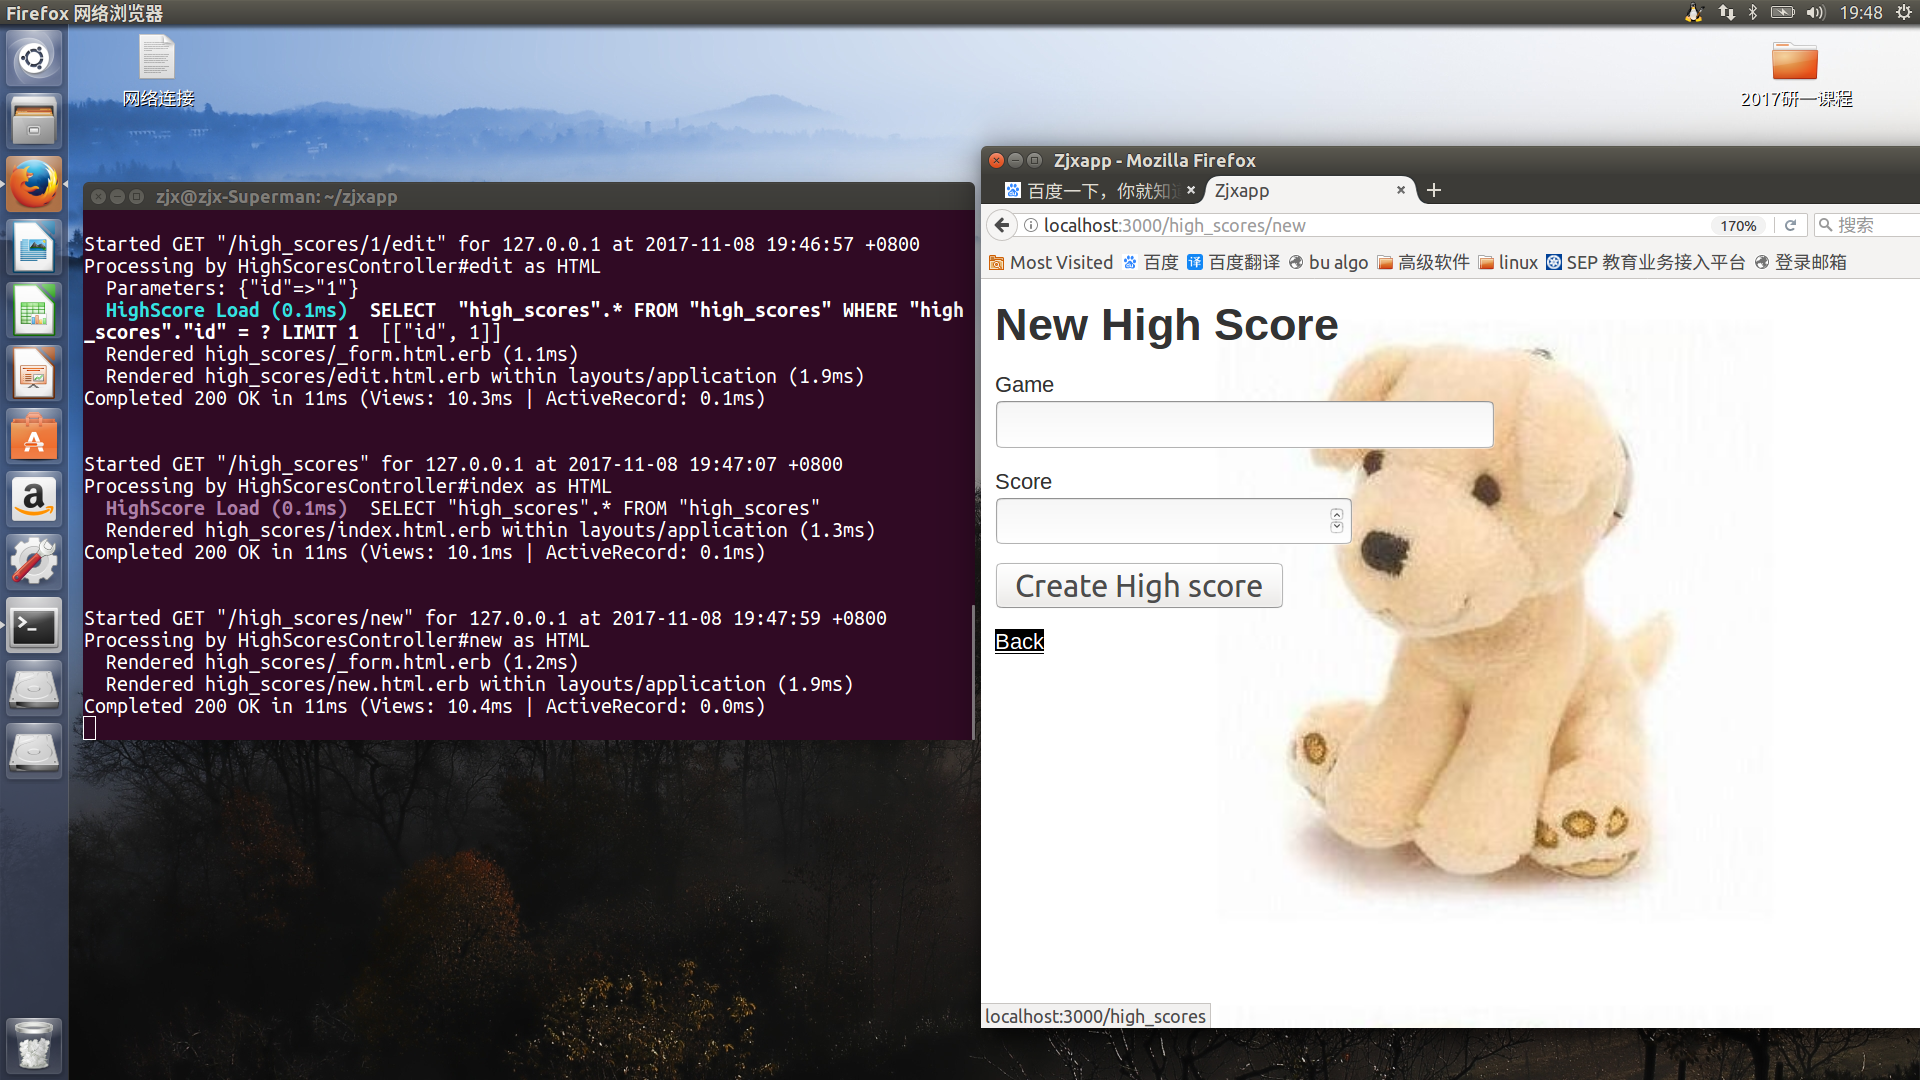 Firefox 网络浏览器
19:48
网络连接
2017研一课程
zjx@zjx-Superman: ~/zjxapp
Started GET "/high_scores/1/edit" for 127.0.0.1 at 2017-11-08 19:46:57 +0800
Processing by HighScoresController#edit as HTML
Parameters: {"id"=>"1"}
HighScore Load (0.1ms)  SELECT  "high_scores".* FROM "high_scores" WHERE "high
_scores"."id" = ? LIMIT 1  [["id", 1]]
Rendered high_scores/_form.html.erb (1.1ms)
Rendered high_scores/edit.html.erb within layouts/application (1.9ms)
Completed 200 OK in 11ms (Views: 10.3ms | ActiveRecord: 0.1ms)
Started GET "/high_scores" for 127.0.0.1 at 2017-11-08 19:47:07 +0800
Processing by HighScoresController#index as HTML
HighScore Load (0.1ms)  SELECT "high_scores".* FROM "high_scores"
Rendered high_scores/index.html.erb within layouts/application (1.3ms)
Completed 200 OK in 11ms (Views: 10.1ms | ActiveRecord: 0.1ms)
Started GET "/high_scores/new" for 127.0.0.1 at 2017-11-08 19:47:59 +0800
Processing by HighScoresController#new as HTML
Rendered high_scores/_form.html.erb (1.2ms)
Rendered high_scores/new.html.erb within layouts/application (1.9ms)
Completed 200 OK in 11ms (Views: 10.4ms | ActiveRecord: 0.0ms)
Zjxapp - Mozilla Firefox
百度一下，你就知 Zjxapp
localhost:3000/high_scores/new 170% 搜索
Most Visited 百度 百度翻译 bu algo 高级软件 linux SEP 教育业务接入平台 登录邮箱
New High Score
Game
Score
Create High score
Back
localhost:3000/high_scores